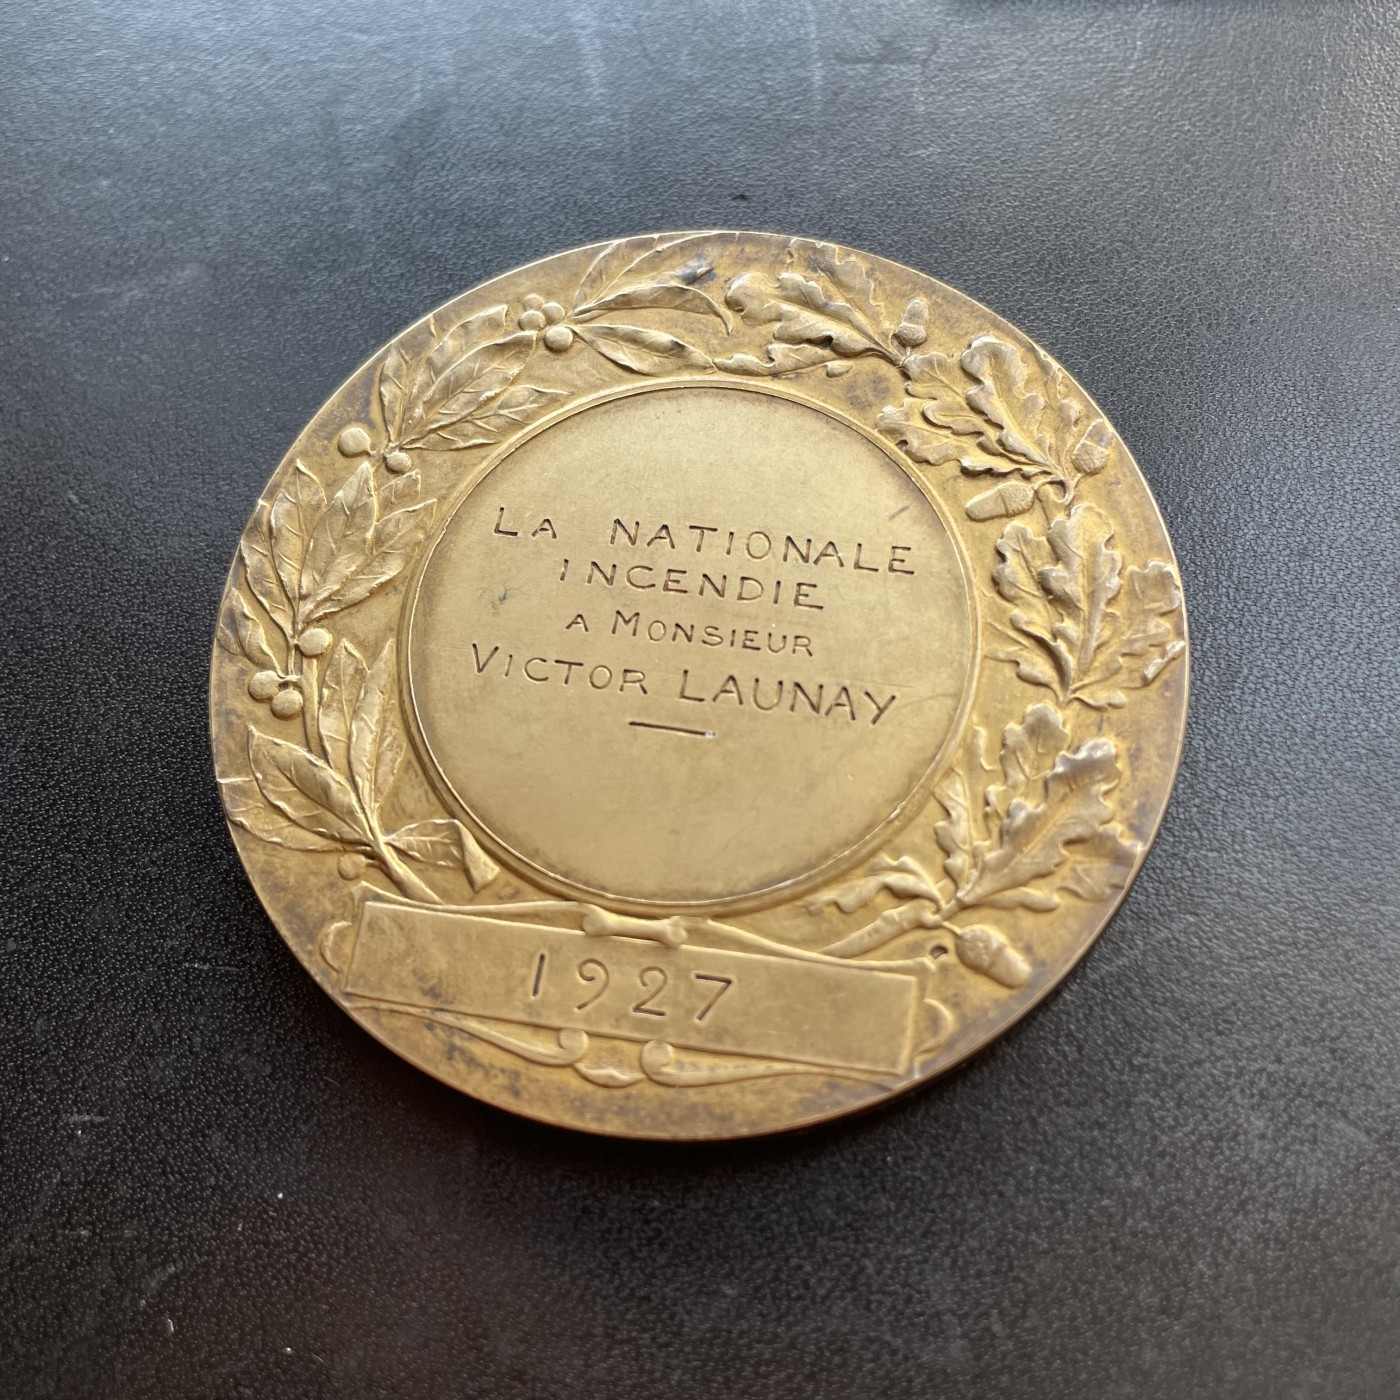 LA NATIONALE
INCENDIE
A MONSIEUR
VICTOR LAUNAY
1927